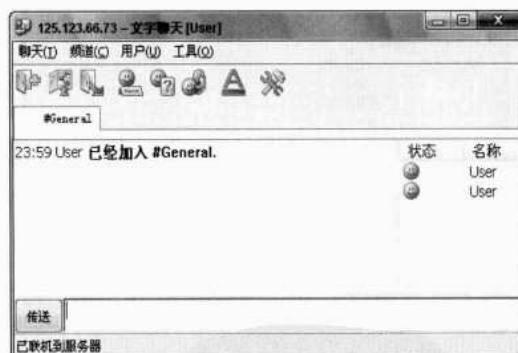 125.123.66.73 - 文字聊天 [User]
聊天(T) 频道(C) 用户(U) 工具(O)
#General
23:59 User 已经加入 #General.
状态 名称
User
User
传送
已联机到服务器